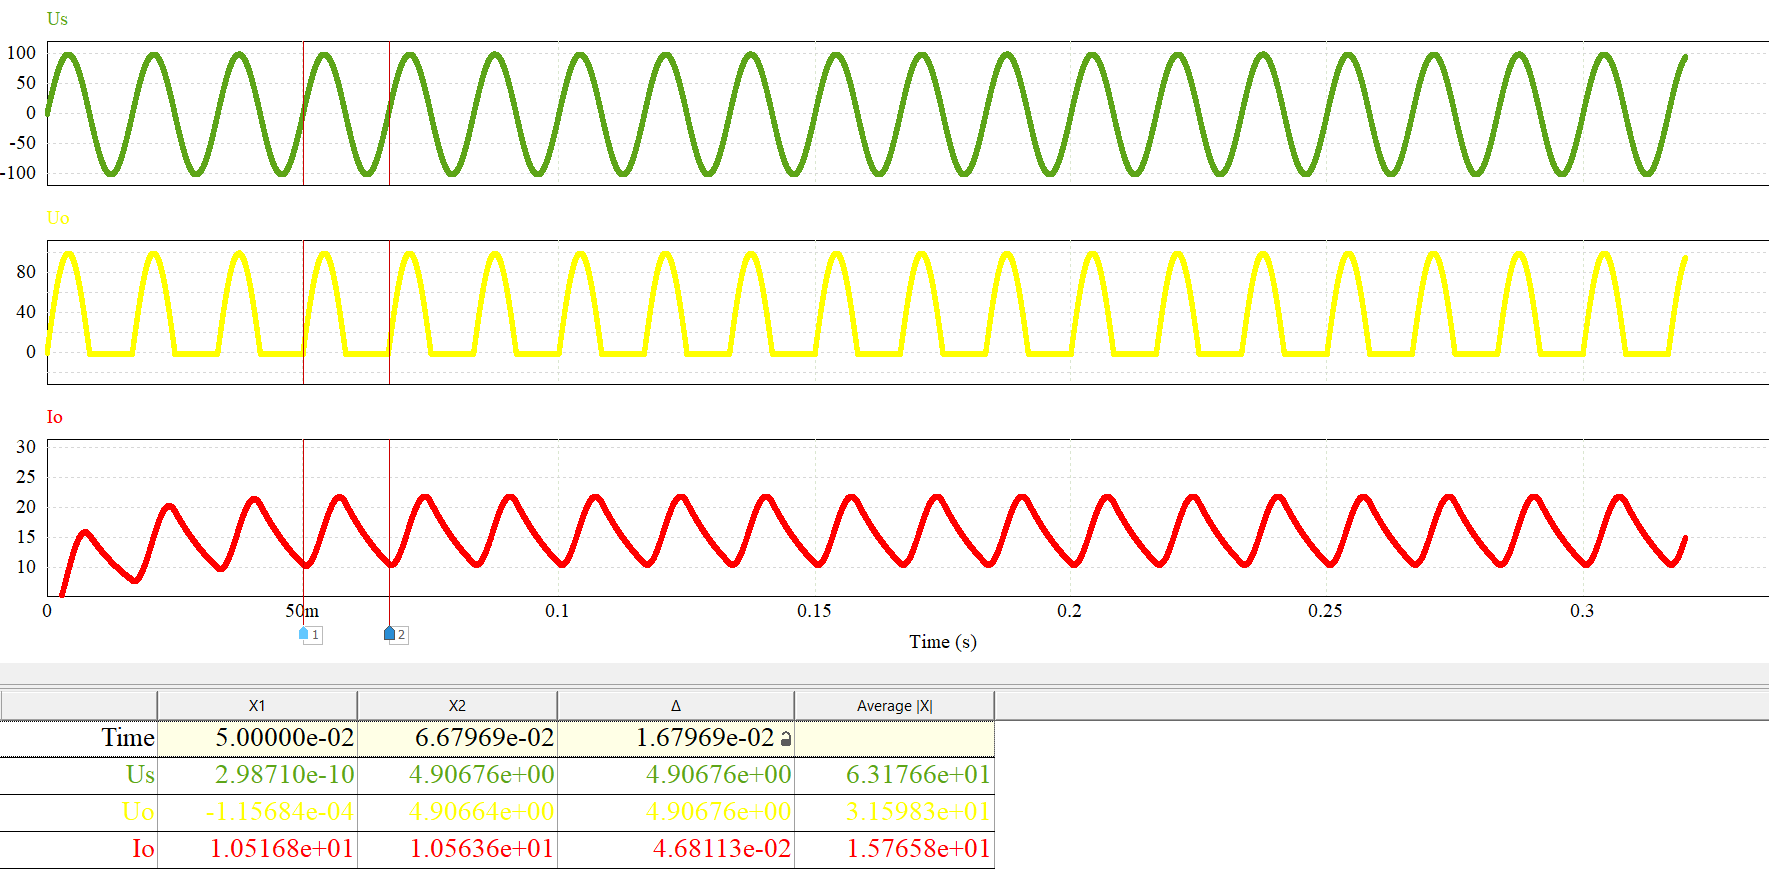 Us
100
50
0
-50
-100
Uo
80
40
0
Io
30
25
20
15
10
0 50m 0.1 0.15 0.2 0.25 0.3
1 2
Time (s)
X1 X2 Δ Average |X|
Time 5.00000e-02 6.67969e-02 1.67969e-02
Us 2.98710e-10 4.90676e+00 4.90676e+00 6.31766e+01
Uo -1.15684e-04 4.90664e+00 4.90676e+00 3.15983e+01
Io 1.05168e+01 1.05636e+01 4.68113e-02 1.57658e+01